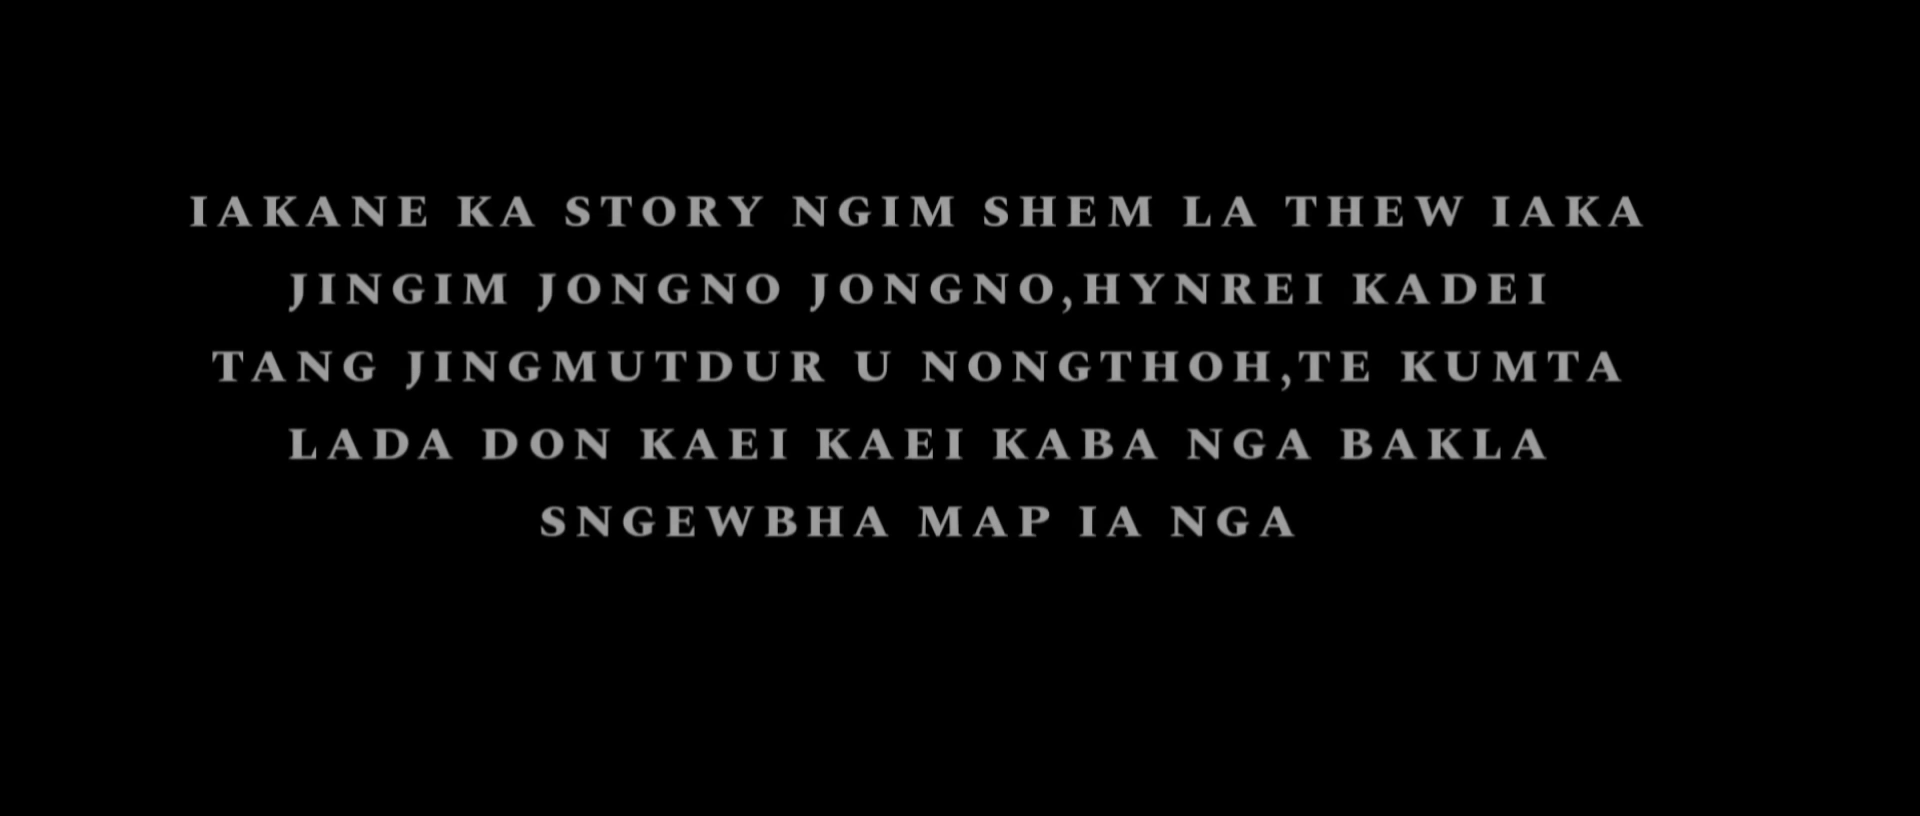 IAKANE KA STORY NGIM SHEM LA THEW IAKA
JINGIM JONGNO JONGNO,HYNREI KADEI
TANG JINGMUTDUR U NONGTHOH,TE KUMTA
LADA DON KAEI KAEI KABA NGA BAKLA
SNGEWBHA MAP IA NGA